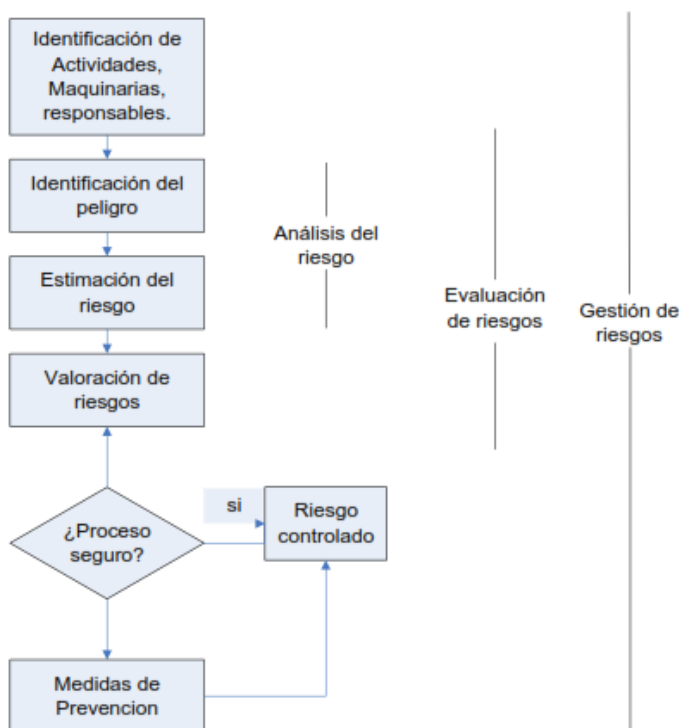 Identificación de
Actividades,
Maquinarias,
responsables.
Identificación del
peligro
Estimación del
riesgo
Valoración de
riesgos
¿Proceso
seguro?
si
Riesgo
controlado
Medidas de
Prevencion
Análisis del
riesgo
Evaluación
de riesgos
Gestión de
riesgos